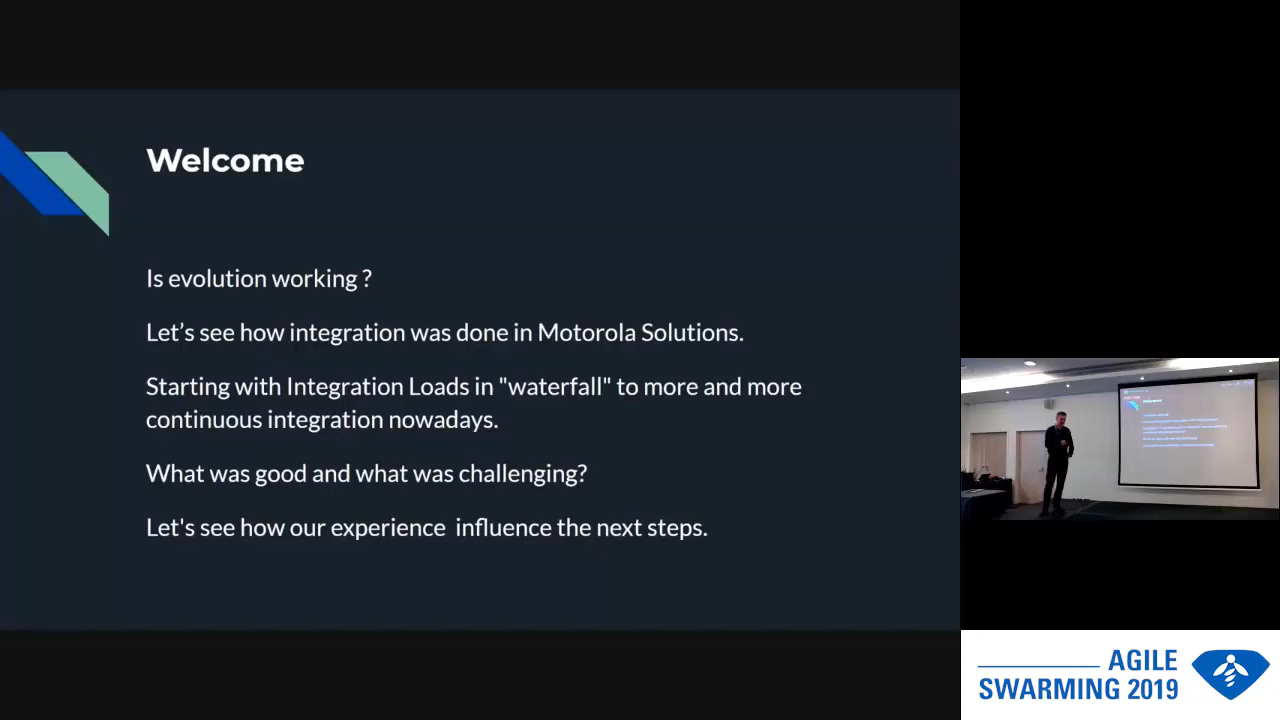 Welcome
Is evolution working ?
Let’s see how integration was done in Motorola Solutions.
Starting with Integration Loads in "waterfall" to more and more
continuous integration nowadays.
What was good and what was challenging?
Let's see how our experience  influence the next steps.
AGILE
SWARMING 2019